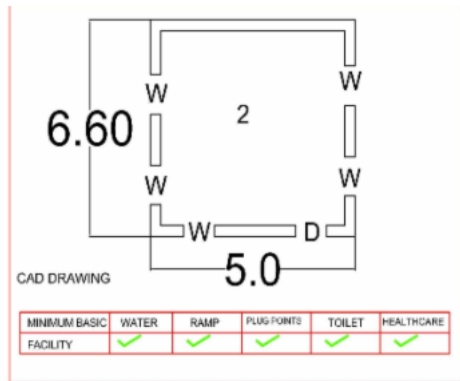 W
W
2
6.60
W
W
W
D
5.0
CAD DRAWING
MINIMUM BASIC WATER RAMP PLUG POINTS TOILET HEALTHCARE
FACILITY